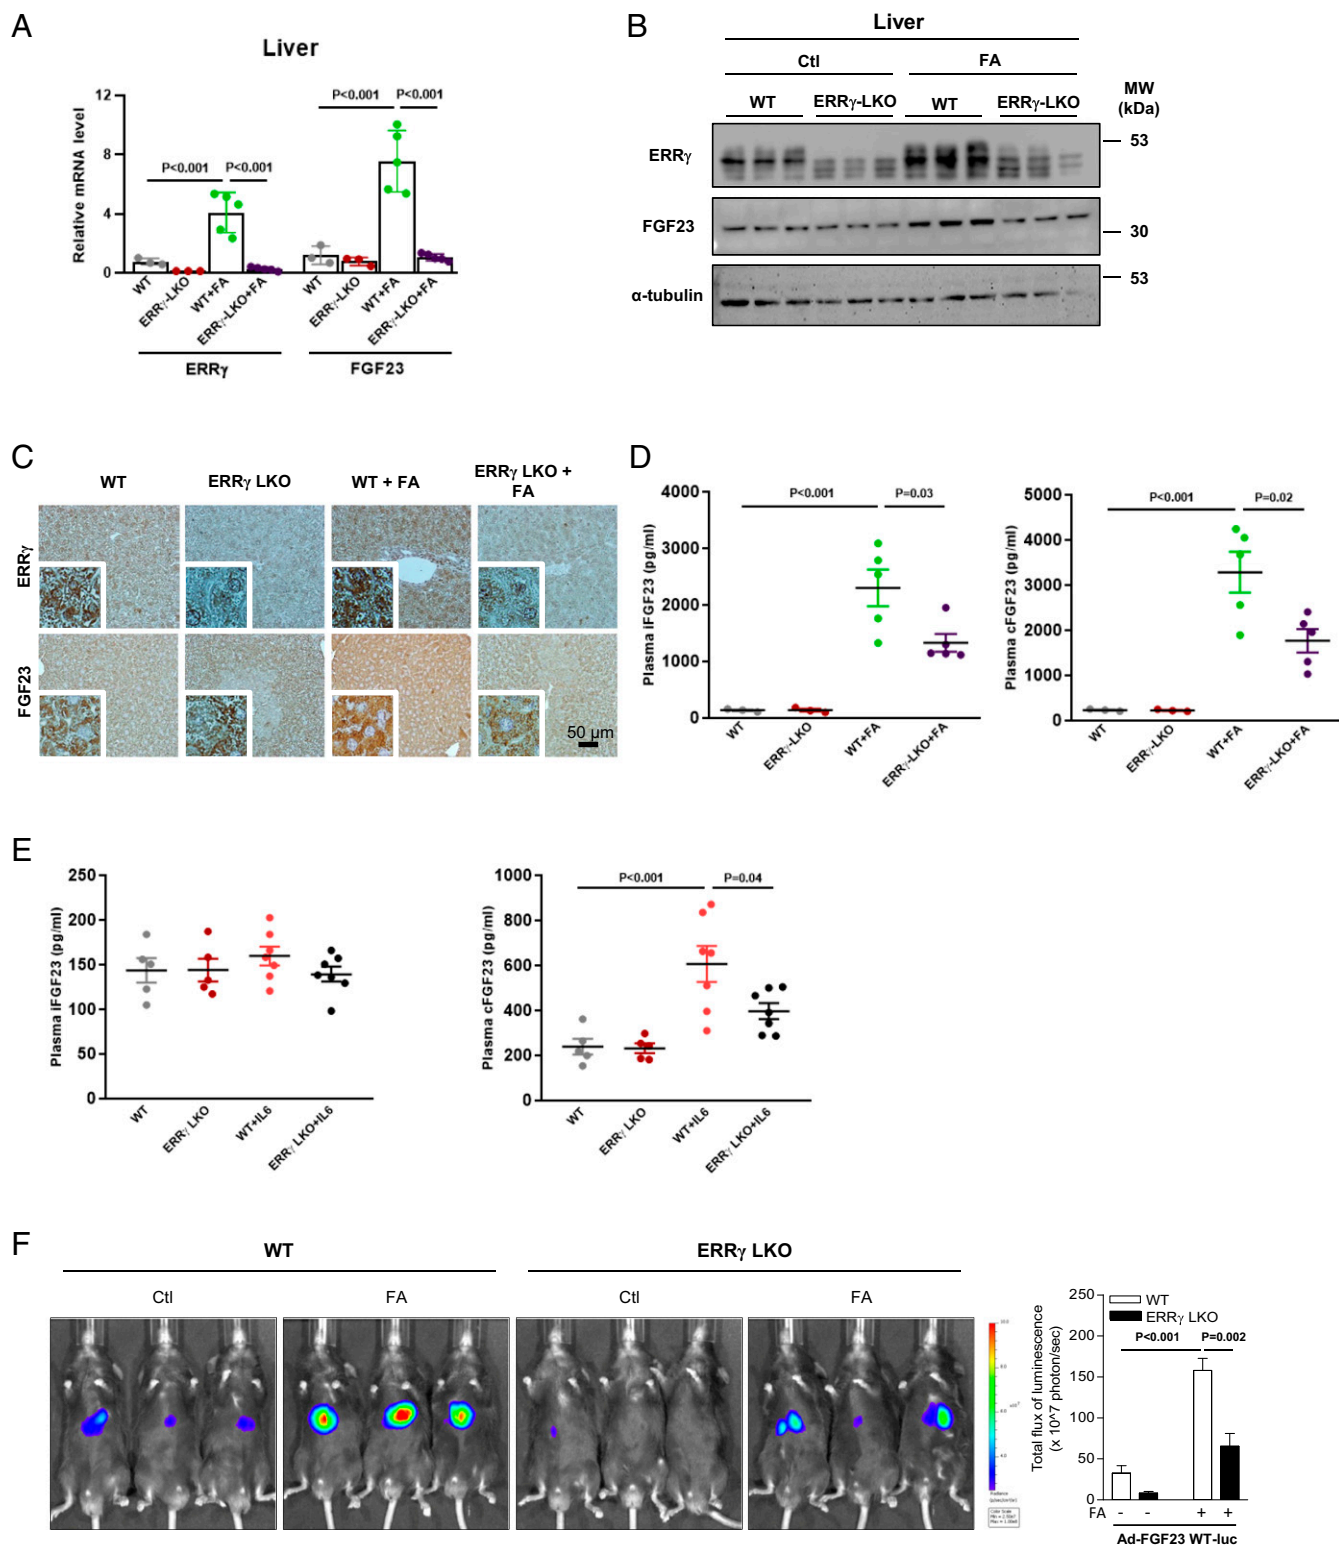 A
Liver
Relative mRNA level
12
8
4
0
P<0.001
P<0.001
P<0.001
P<0.001
WT
ERRγ-LKO
WT+FA
ERRγ-LKO+FA
WT
ERRγ-LKO
WT+FA
ERRγ-LKO+FA
ERRγ
FGF23
B
Liver
Ctl
FA
WT
ERRγ-LKO
WT
ERRγ-LKO
MW
(kDa)
ERRγ
53
FGF23
30
α-tubulin
53
C
WT
ERRγ LKO
WT + FA
ERRγ LKO +
FA
ERRγ
FGF23
50 μm
D
Plasma iFGF23 (pg/ml)
4000
3000
2000
1000
0
P<0.001
P=0.03
WT
ERRγ-LKO
WT+FA
ERRγ-LKO+FA
Plasma cFGF23 (pg/ml)
5000
4000
3000
2000
1000
0
P<0.001
P=0.02
WT
ERRγ-LKO
WT+FA
ERRγ-LKO+FA
E
Plasma iFGF23 (pg/ml)
250
200
150
100
50
0
WT
ERRγ LKO
WT+IL6
ERRγ LKO+IL6
Plasma cFGF23 (pg/ml)
1000
800
600
400
200
0
P<0.001
P=0.04
WT
ERRγ LKO
WT+IL6
ERRγ LKO+IL6
F
WT
ERRγ LKO
Ctl
FA
Ctl
FA
Total flux of luminescence
(x 10^7 photon/sec)
250
200
150
100
50
0
WT
ERRγ LKO
P<0.001
P=0.002
FA - - + +
Ad-FGF23 WT-luc